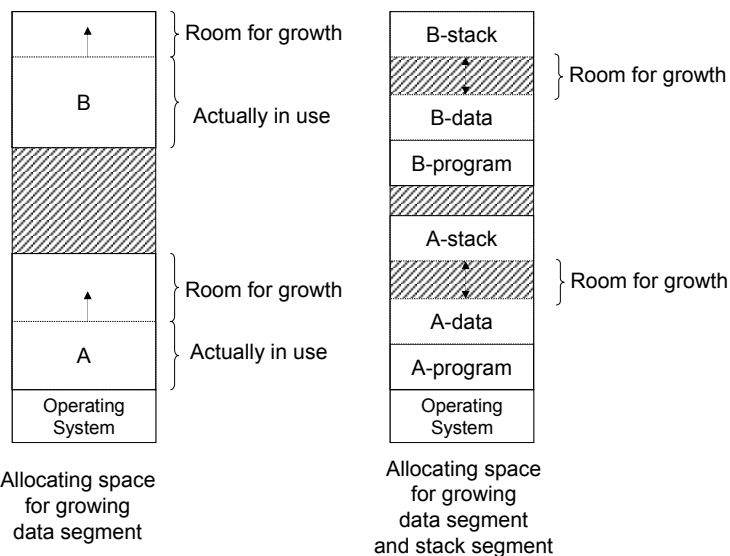 Room for growth
B
Actually in use
Room for growth
A
Actually in use
Operating
System
Allocating space
for growing
data segment
B-stack
Room for growth
B-data
B-program
A-stack
Room for growth
A-data
A-program
Operating
System
Allocating space
for growing
data segment
and stack segment